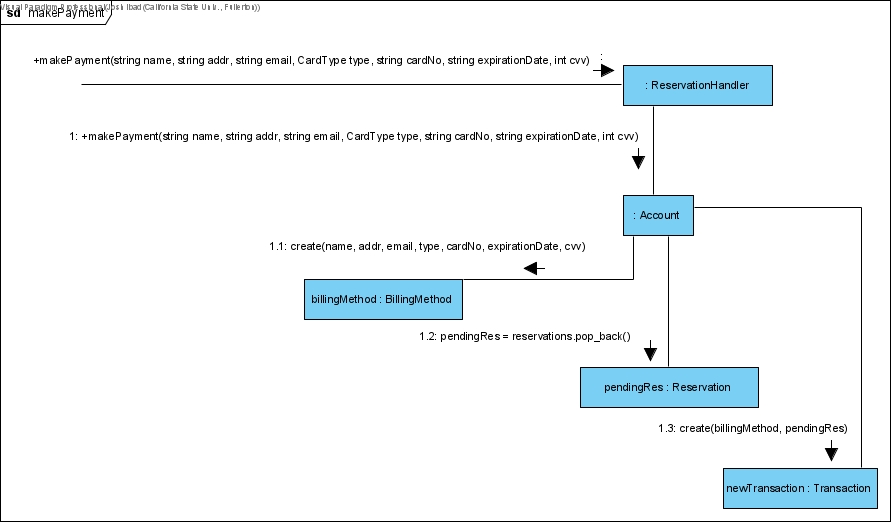 Visual Paradigm Professional(Josh Ibad(California State Univ., Fullerton))
sd makePayment
+makePayment(string name, string addr, string email, CardType type, string cardNo, string expirationDate, int cvv) :
: ReservationHandler
1: +makePayment(string name, string addr, string email, CardType type, string cardNo, string expirationDate, int cvv)
: Account
1.1: create(name, addr, email, type, cardNo, expirationDate, cvv)
billingMethod : BillingMethod
1.2: pendingRes = reservations.pop_back()
pendingRes : Reservation
1.3: create(billingMethod, pendingRes)
newTransaction : Transaction